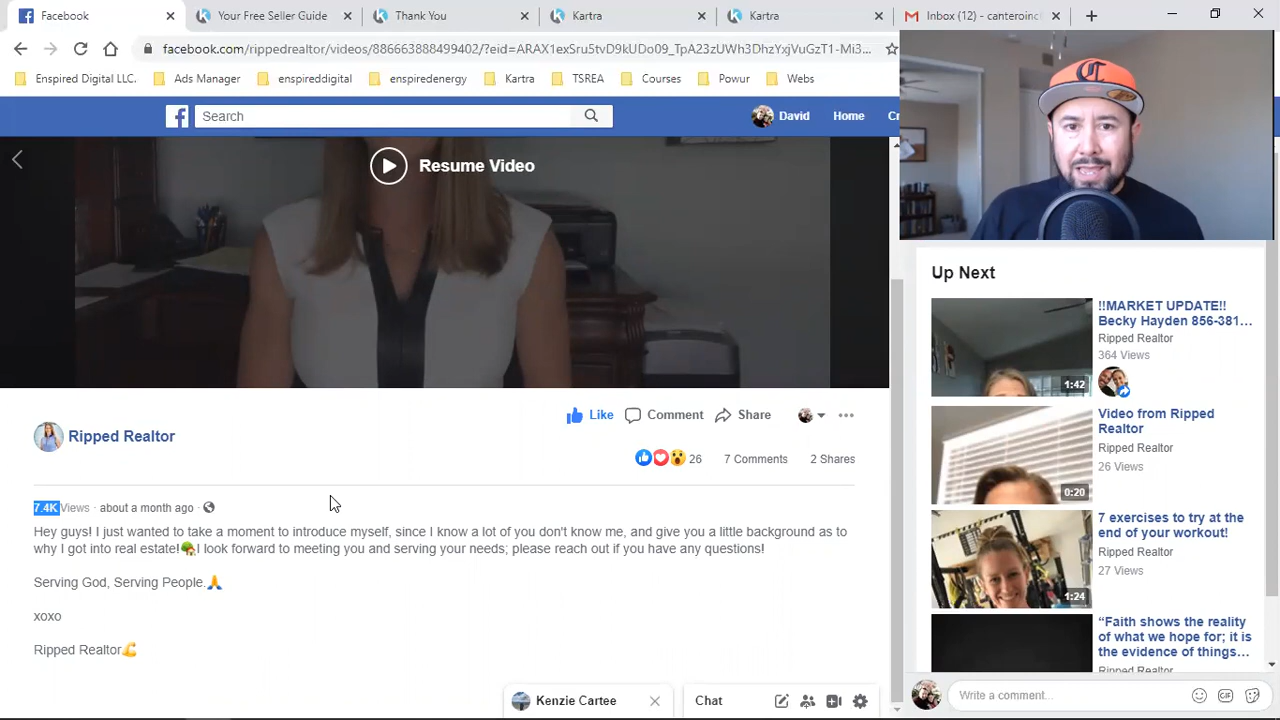 Facebook
Your Free Seller Guide
Thank You
Kartra
Kartra
Inbox (12) - canteroinc
facebook.com/rippedrealtor/videos/886663888499402/?eid=ARAX1exSru5tvD9kUDo09_TpA23zUWh3DhzYxjVuGzT1-Mi3...
Enspired Digital LLC.
Ads Manager
enspireddigital
enspiredenergy
Kartra
TSREA
Courses
Powur
Webs
Search
David
Home
Cr
Resume Video
Up Next
!!MARKET UPDATE!!
Becky Hayden 856-381...
Ripped Realtor
364 Views
1:42
Video from Ripped
Realtor
Ripped Realtor
26 Views
0:20
7 exercises to try at the
end of your workout!
Ripped Realtor
27 Views
1:24
“Faith shows the reality
of what we hope for; it is
the evidence of things...
Ripped Realtor
Like
Comment
Share
Ripped Realtor
26
7 Comments
2 Shares
7.4K Views · about a month ago ·
Hey guys! I just wanted to take a moment to introduce myself, since I know a lot of you don't know me, and give you a little background as to
why I got into real estate!🏡I look forward to meeting you and serving your needs; please reach out if you have any questions!
Serving God, Serving People.🙏
xoxo
Ripped Realtor💪
Kenzie Cartee
Chat
Write a comment...
GIF